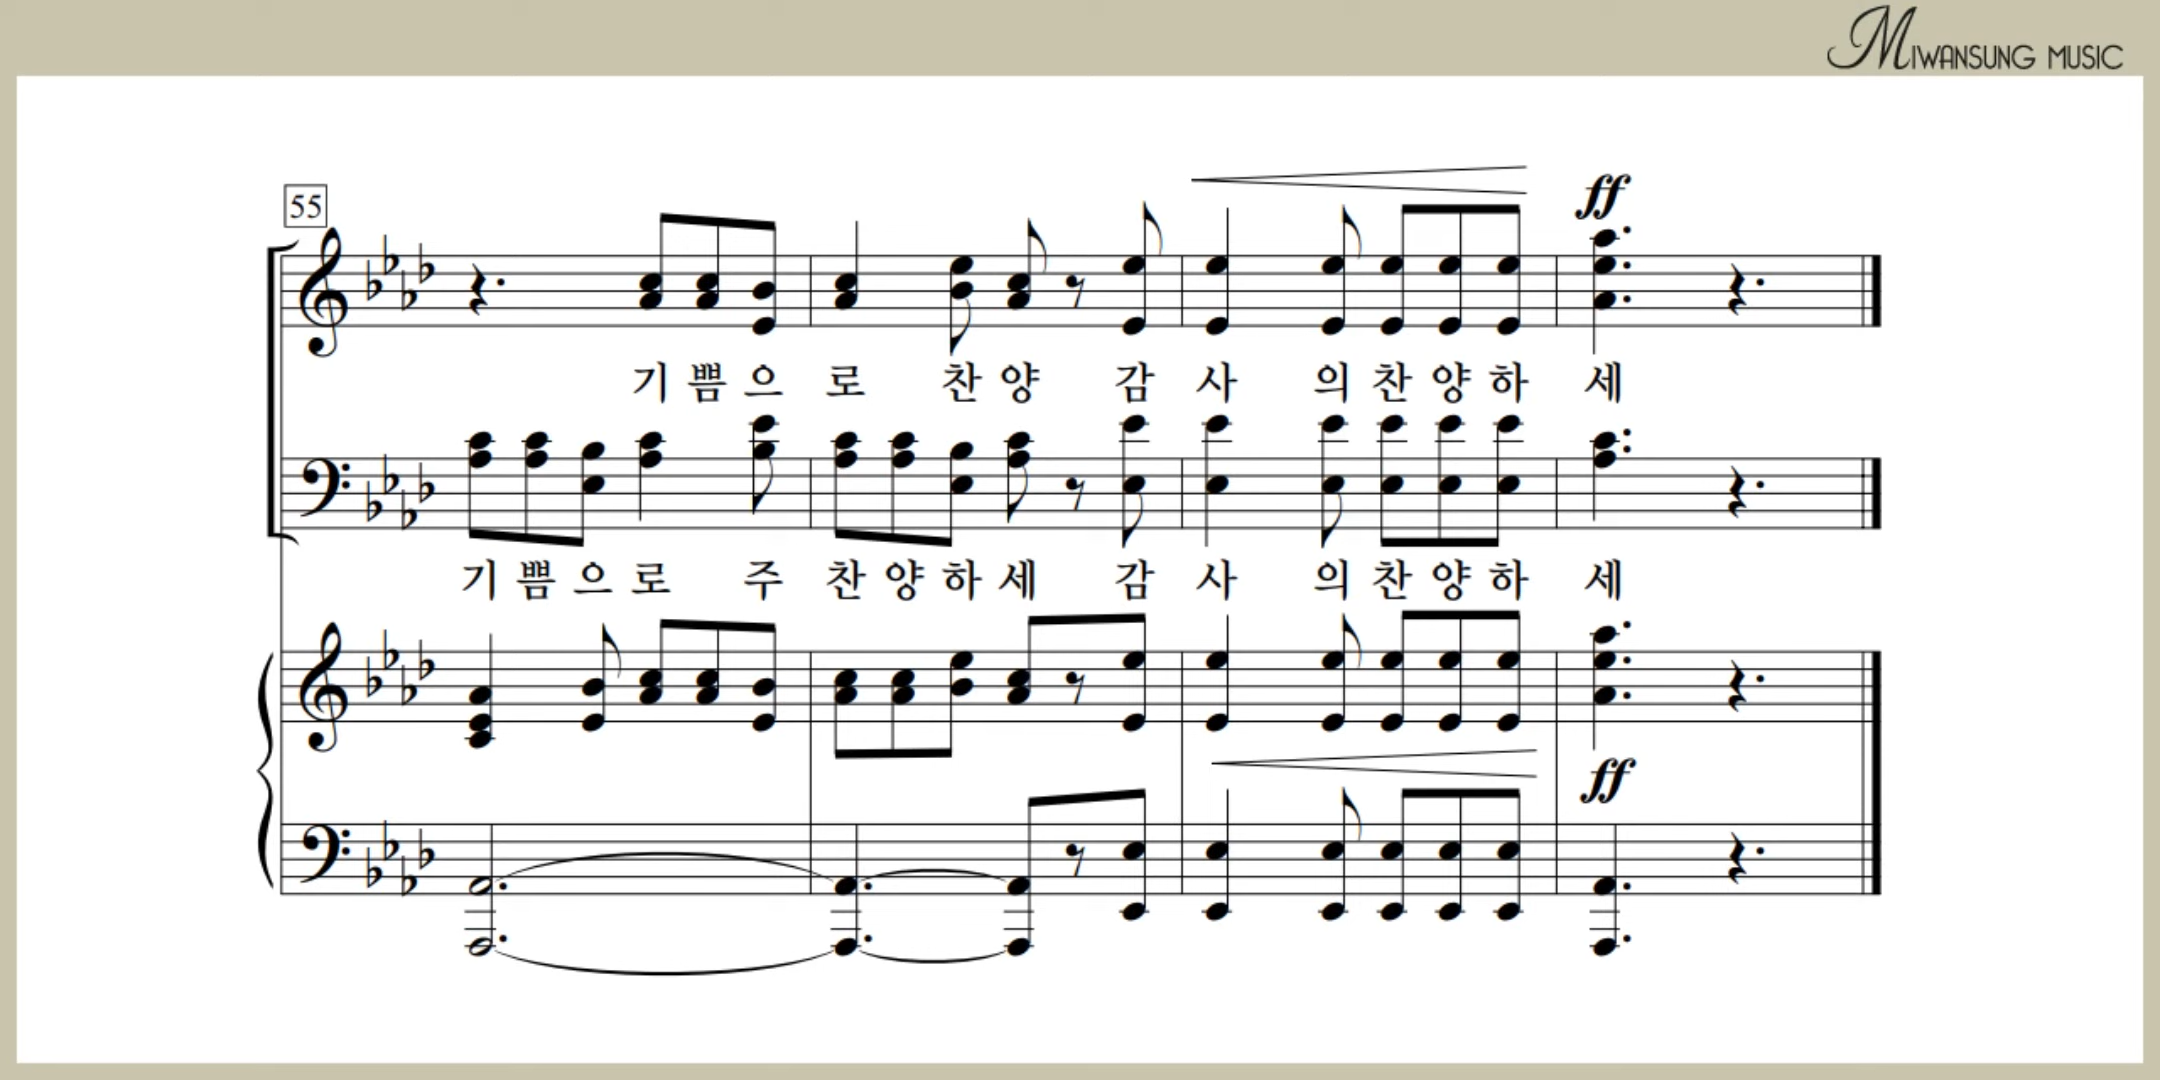 MIWANSUNG MUSIC
55
ff
기 쁨 으 로 찬 양 감 사 의 찬 양 하 세
기 쁨 으 로 주 찬 양 하 세 감 사 의 찬 양 하 세
ff